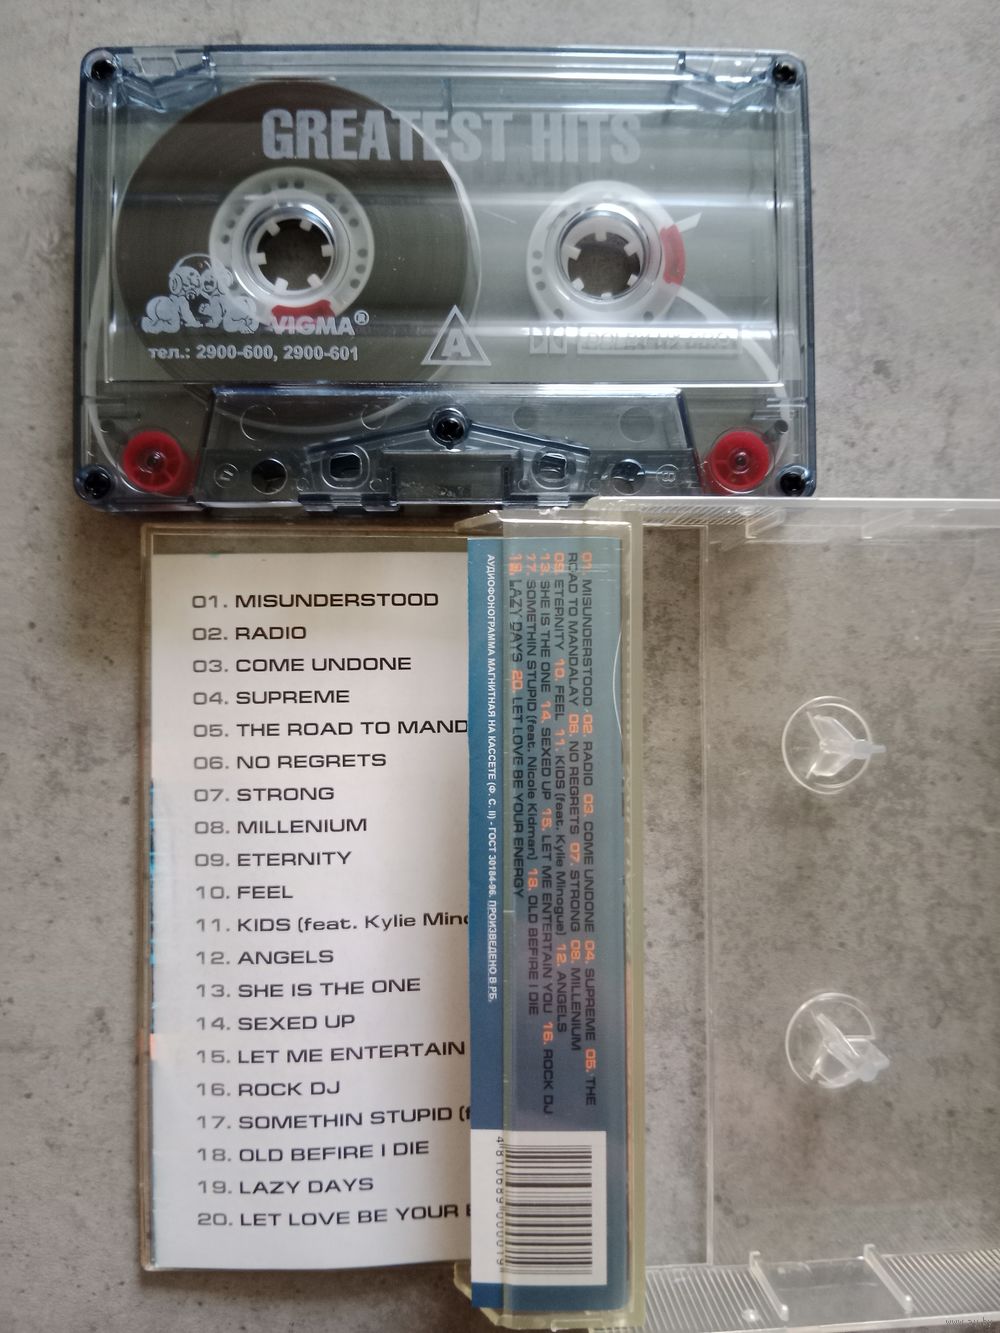 GREATEST HITS
VIGMA®
тел.: 2900-600, 2900-601
A
01. MISUNDERSTOOD
02. RADIO
03. COME UNDONE
04. SUPREME
05. THE ROAD TO MAND
06. NO REGRETS
07. STRONG
08. MILLENIUM
09. ETERNITY
10. FEEL
11. KIDS (feat. Kylie Mino
12. ANGELS
13. SHE IS THE ONE
14. SEXED UP
15. LET ME ENTERTAIN
16. ROCK DJ
17. SOMETHIN STUPID (f
18. OLD BEFIRE I DIE
19. LAZY DAYS
20. LET LOVE BE YOUR E
01. MISUNDERSTOOD 02. RADIO 03. COME UNDONE 04. SUPREME 05. THE
ROAD TO MANDALAY 06. NO REGRETS 07. STRONG 08. MILLENIUM
09. ETERNITY 10. FEEL 11. KIDS (feat. Kylie Minogue) 12. ANGELS
13. SHE IS THE ONE 14. SEXED UP 15. LET ME ENTERTAIN YOU 16. ROCK DJ
17. SOMETHIN STUPID (feat. Nicole Kidman) 18. OLD BEFIRE I DIE
19. LAZY DAYS 20. LET LOVE BE YOUR ENERGY
АУДИОФОНОГРАММА МАГНИТНАЯ НА КАССЕТЕ (Ф. С. II) - ГОСТ 30184-96. ПРОИЗВЕДЕНО В РБ.
4810689000019